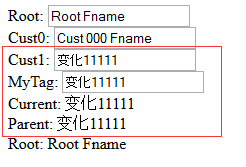 Root: Root Fname
Cust0: Cust 000 Fname
Cust1: 变化11111
MyTag: 变化11111
Current: 变化11111
Parent: 变化11111
Root: Root Fname